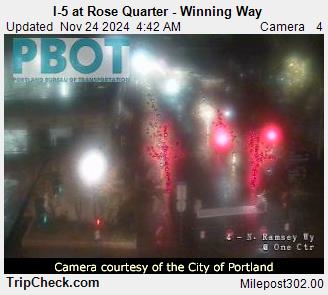 I-5 at Rose Quarter - Winning Way
Updated Nov 24 2024 4:42 AM Camera 4
PBOT
PORTLAND BUREAU OF TRANSPORTATION
4 - N. Ramsey Wy
@ One Ctr
Camera courtesy of the City of Portland
TripCheck.com Milepost302.00